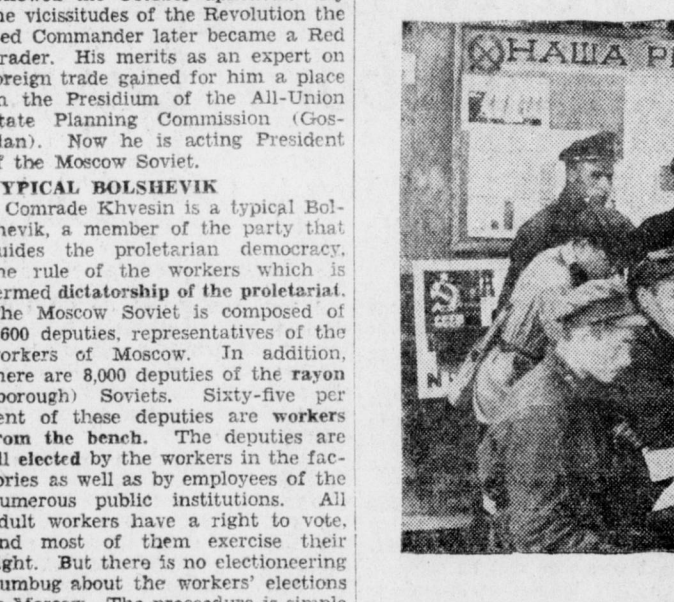 he vicissitudes of the Revolution the
ed Commander later became a Red
rader. His merits as an expert on
oreign trade gained for him a place
n the Presidium of the All-Union
tate Planning Commission (Gos-
lan). Now he is acting President
f the Moscow Soviet.
YPICAL BOLSHEVIK
Comrade Khvesin is a typical Bol-
hevik, a member of the party that
uides the proletarian democracy,
he rule of the workers which is
ermed dictatorship of the proletariat.
he Moscow Soviet is composed of
600 deputies, representatives of the
orkers of Moscow. In addition,
here are 8,000 deputies of the rayon
borough) Soviets. Sixty-five per
ent of these deputies are workers
rom the bench. The deputies are
ll elected by the workers in the fac-
ories as well as by employees of the
umerous public institutions. All
dult workers have a right to vote,
nd most of them exercise their
ight. But there is no electioneering
umbug about the workers' elections
Moscow. The procedure is simple
НАША
СССР